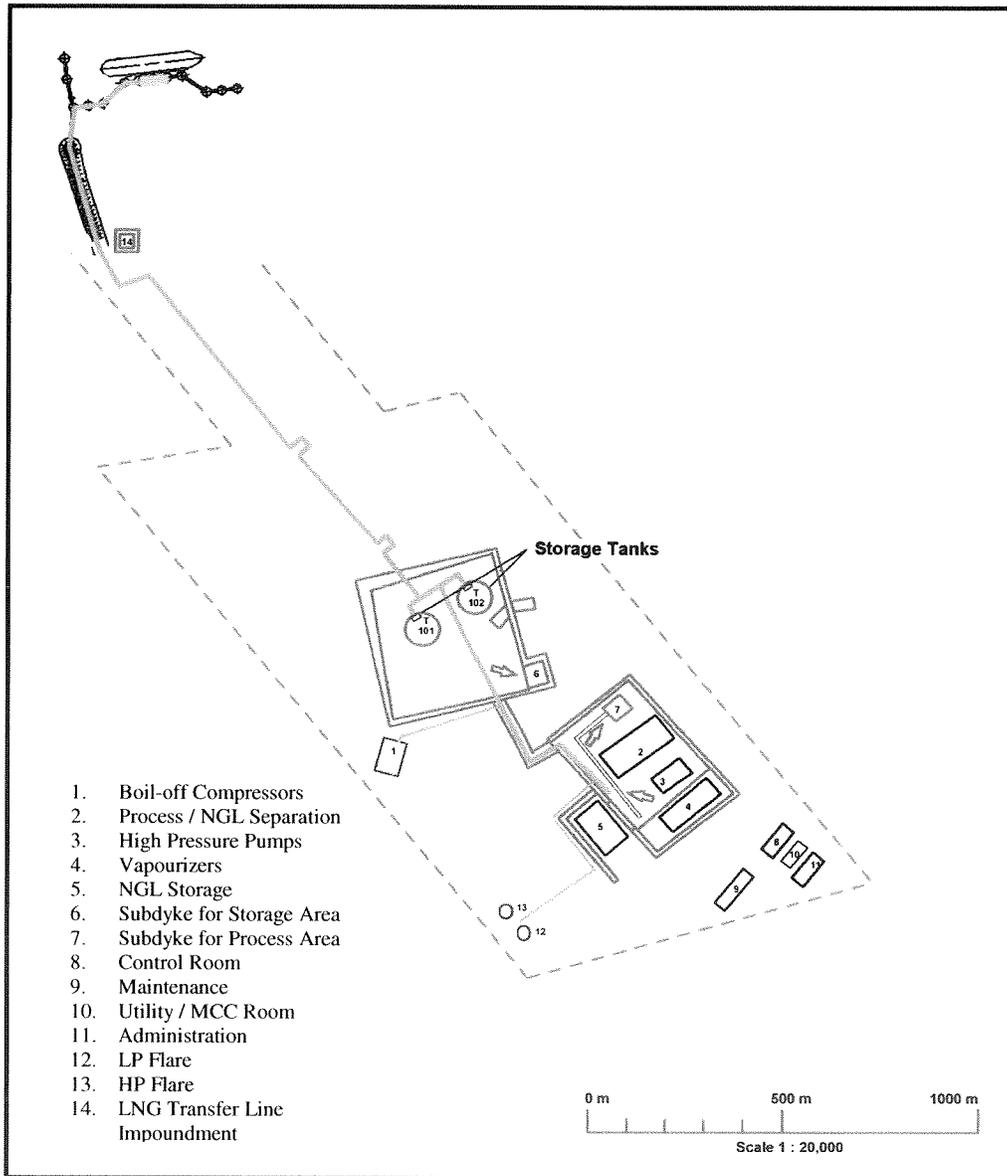 14
Storage Tanks
T
102
T
101
6
1
7
2
3
4
5
8
10
11
9
13
12
1. Boil-off Compressors
2. Process / NGL Separation
3. High Pressure Pumps
4. Vapourizers
5. NGL Storage
6. Subdyke for Storage Area
7. Subdyke for Process Area
8. Control Room
9. Maintenance
10. Utility / MCC Room
11. Administration
12. LP Flare
13. HP Flare
14. LNG Transfer Line
Impoundment
0 m 500 m 1000 m
Scale 1 : 20,000